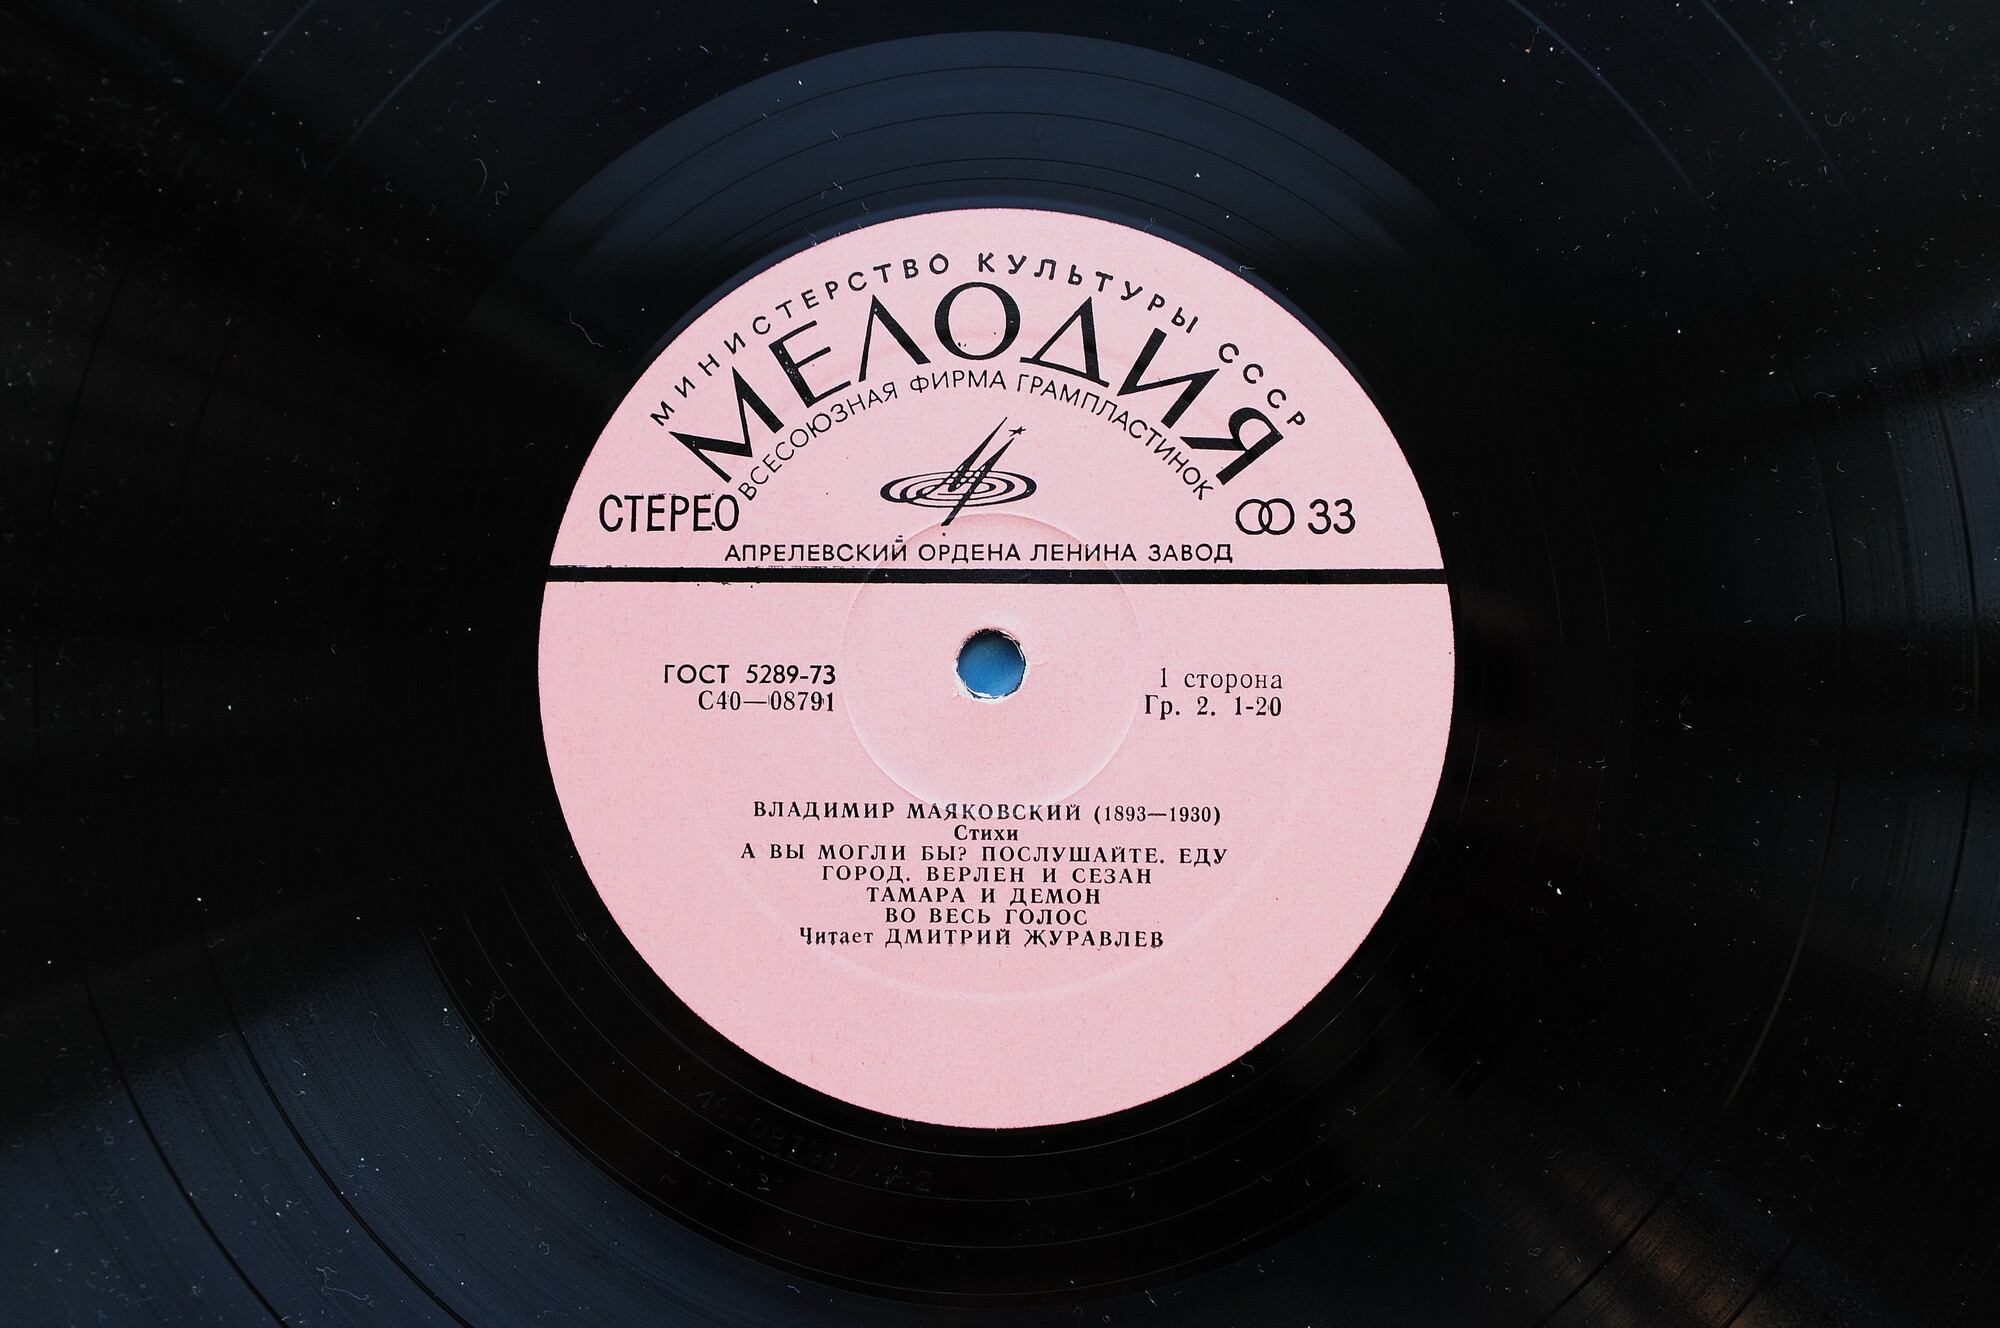 МИНИСТЕРСТВО КУЛЬТУРЫ СССР
МЕЛОДИЯ
ВСЕСОЮЗНАЯ ФИРМА ГРАМПЛАСТИНОК
СТЕРЕО
33
АПРЕЛЕВСКИЙ ОРДЕНА ЛЕНИНА ЗАВОД
ГОСТ 5289-73
С40—08791
1 сторона
Гр. 2. 1-20
ВЛАДИМИР МАЯКОВСКИЙ (1893—1930)
Стихи
А ВЫ МОГЛИ БЫ? ПОСЛУШАЙТЕ. ЕДУ
ГОРОД. ВЕРЛЕН И СЕЗАН
ТАМАРА И ДЕМОН
ВО ВЕСЬ ГОЛОС
Читает ДМИТРИЙ ЖУРАВЛЕВ